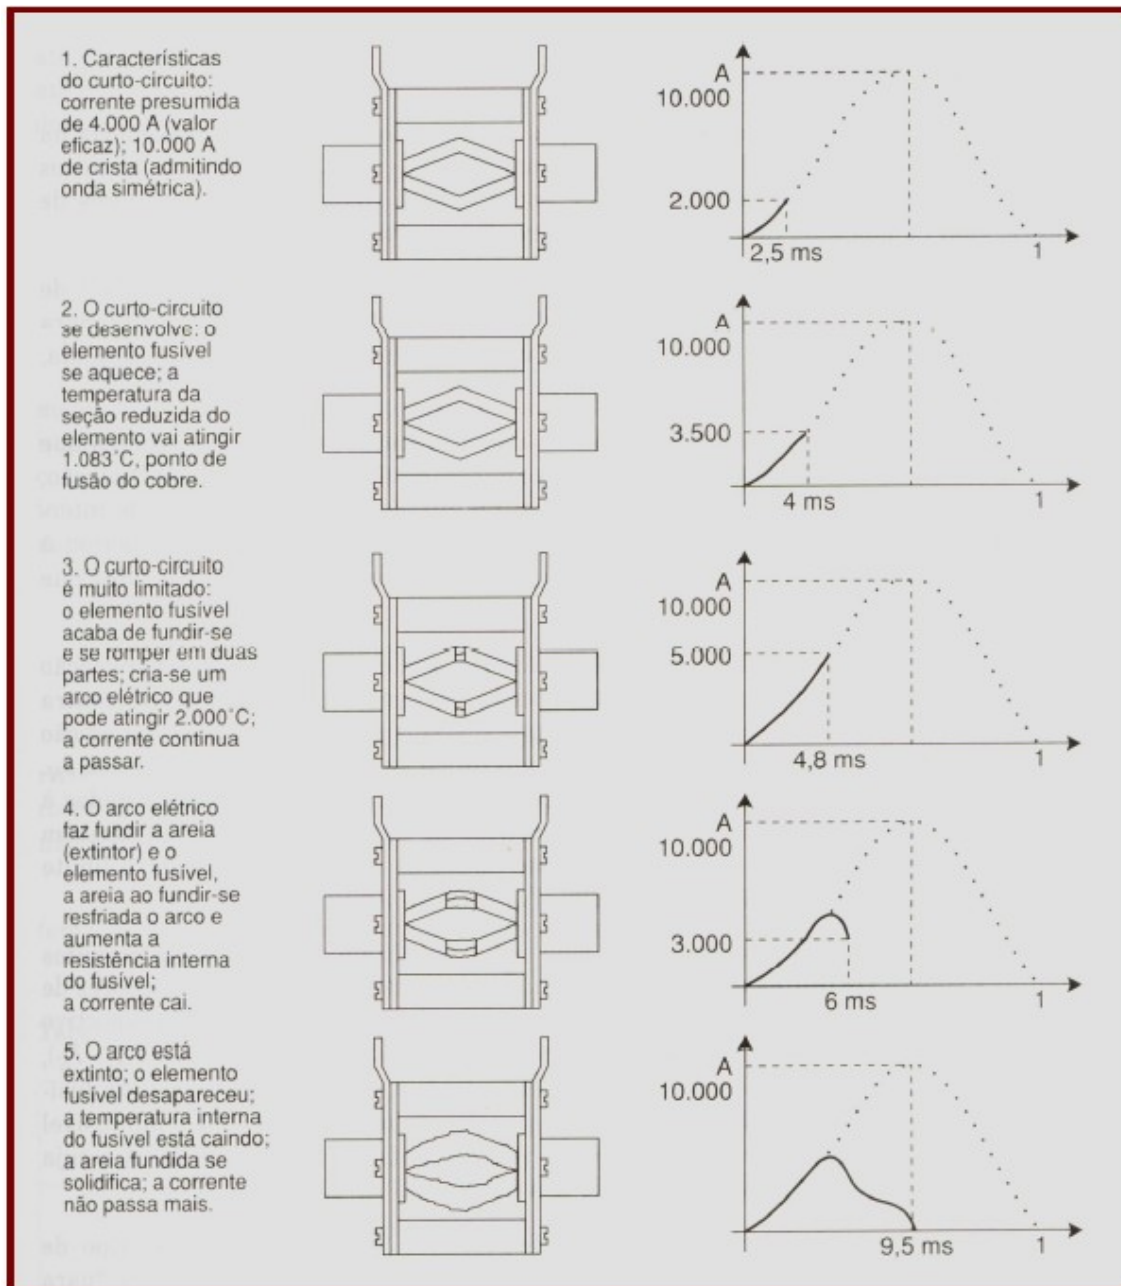 1. Características
do curto-circuito:
corrente presumida
de 4.000 A (valor
eficaz); 10.000 A
de crista (admitindo
onda simétrica).
A
10.000
2.000
2,5 ms
1
2. O curto-circuito
se desenvolve: o
elemento fusível
se aquece; a
temperatura da
seção reduzida do
elemento vai atingir
1.083°C, ponto de
fusão do cobre.
A
10.000
3.500
4 ms
1
3. O curto-circuito
é muito limitado:
o elemento fusível
acaba de fundir-se
e se romper em duas
partes; cria-se um
arco elétrico que
pode atingir 2.000°C;
a corrente continua
a passar.
A
10.000
5.000
4,8 ms
1
4. O arco elétrico
faz fundir a areia
(extintor) e o
elemento fusível,
a areia ao fundir-se
resfriada o arco e
aumenta a
resistência interna
do fusível;
a corrente cai.
A
10.000
3.000
6 ms
1
5. O arco está
extinto; o elemento
fusível desapareceu;
a temperatura interna
do fusível está caindo;
a areia fundida se
solidifica; a corrente
não passa mais.
A
10.000
9,5 ms
1